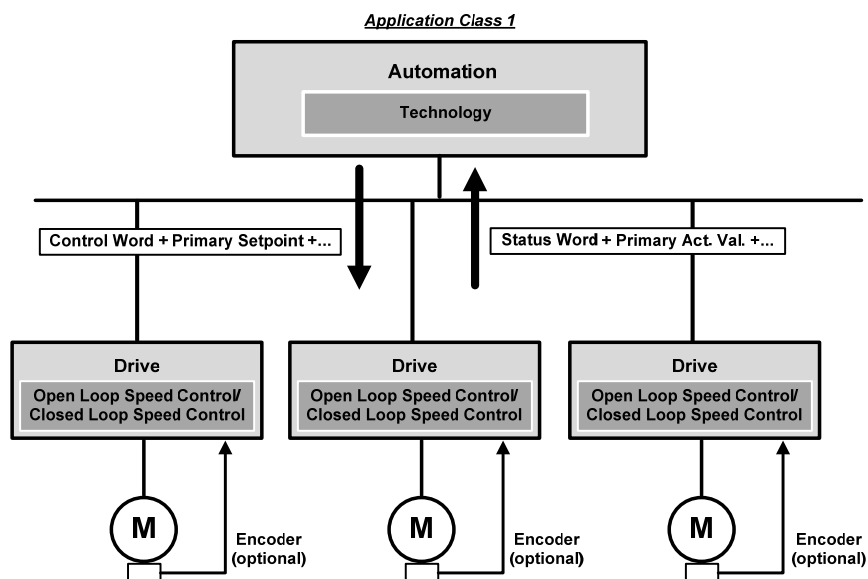 Application Class 1
Automation
Technology
Control Word + Primary Setpoint +...
Status Word + Primary Act. Val. +...
Drive
Open Loop Speed Control/
Closed Loop Speed Control
Drive
Open Loop Speed Control/
Closed Loop Speed Control
Drive
Open Loop Speed Control/
Closed Loop Speed Control
M
Encoder
(optional)
M
Encoder
(optional)
M
Encoder
(optional)